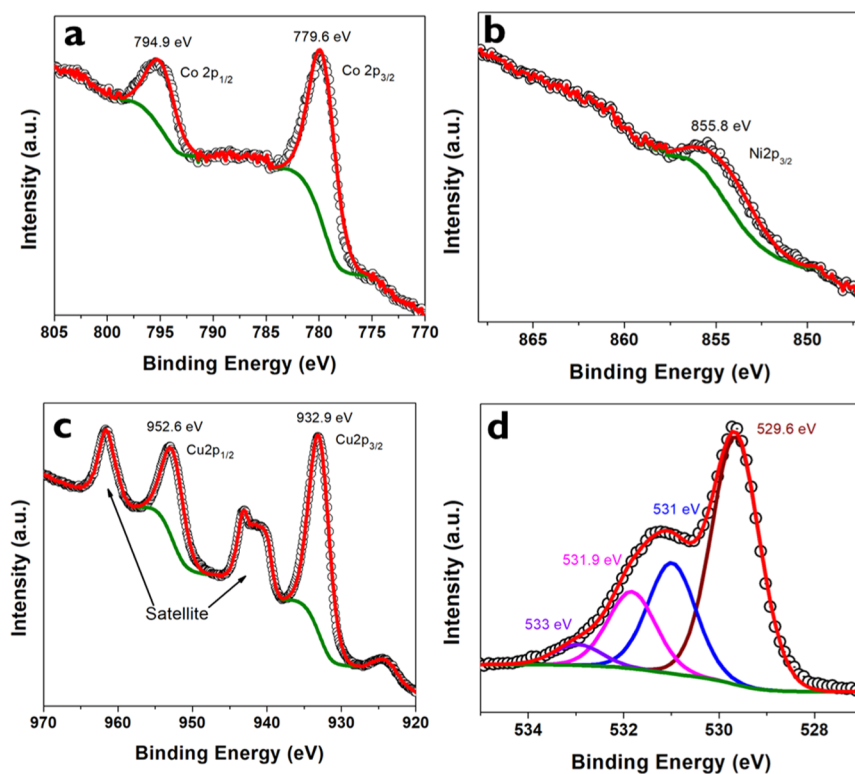 a
794.9 eV
Co 2p1/2
779.6 eV
Co 2p3/2
Intensity (a.u.)
805 800 795 790 785 780 775 770
Binding Energy (eV)
b
855.8 eV
Ni2p3/2
Intensity (a.u.)
865 860 855 850
Binding Energy (eV)
c
952.6 eV
Cu2p1/2
932.9 eV
Cu2p3/2
Satellite
Intensity (a.u.)
970 960 950 940 930 920
Binding Energy (eV)
d
529.6 eV
531 eV
531.9 eV
533 eV
Intensity (a.u.)
534 532 530 528
Binding Energy (eV)